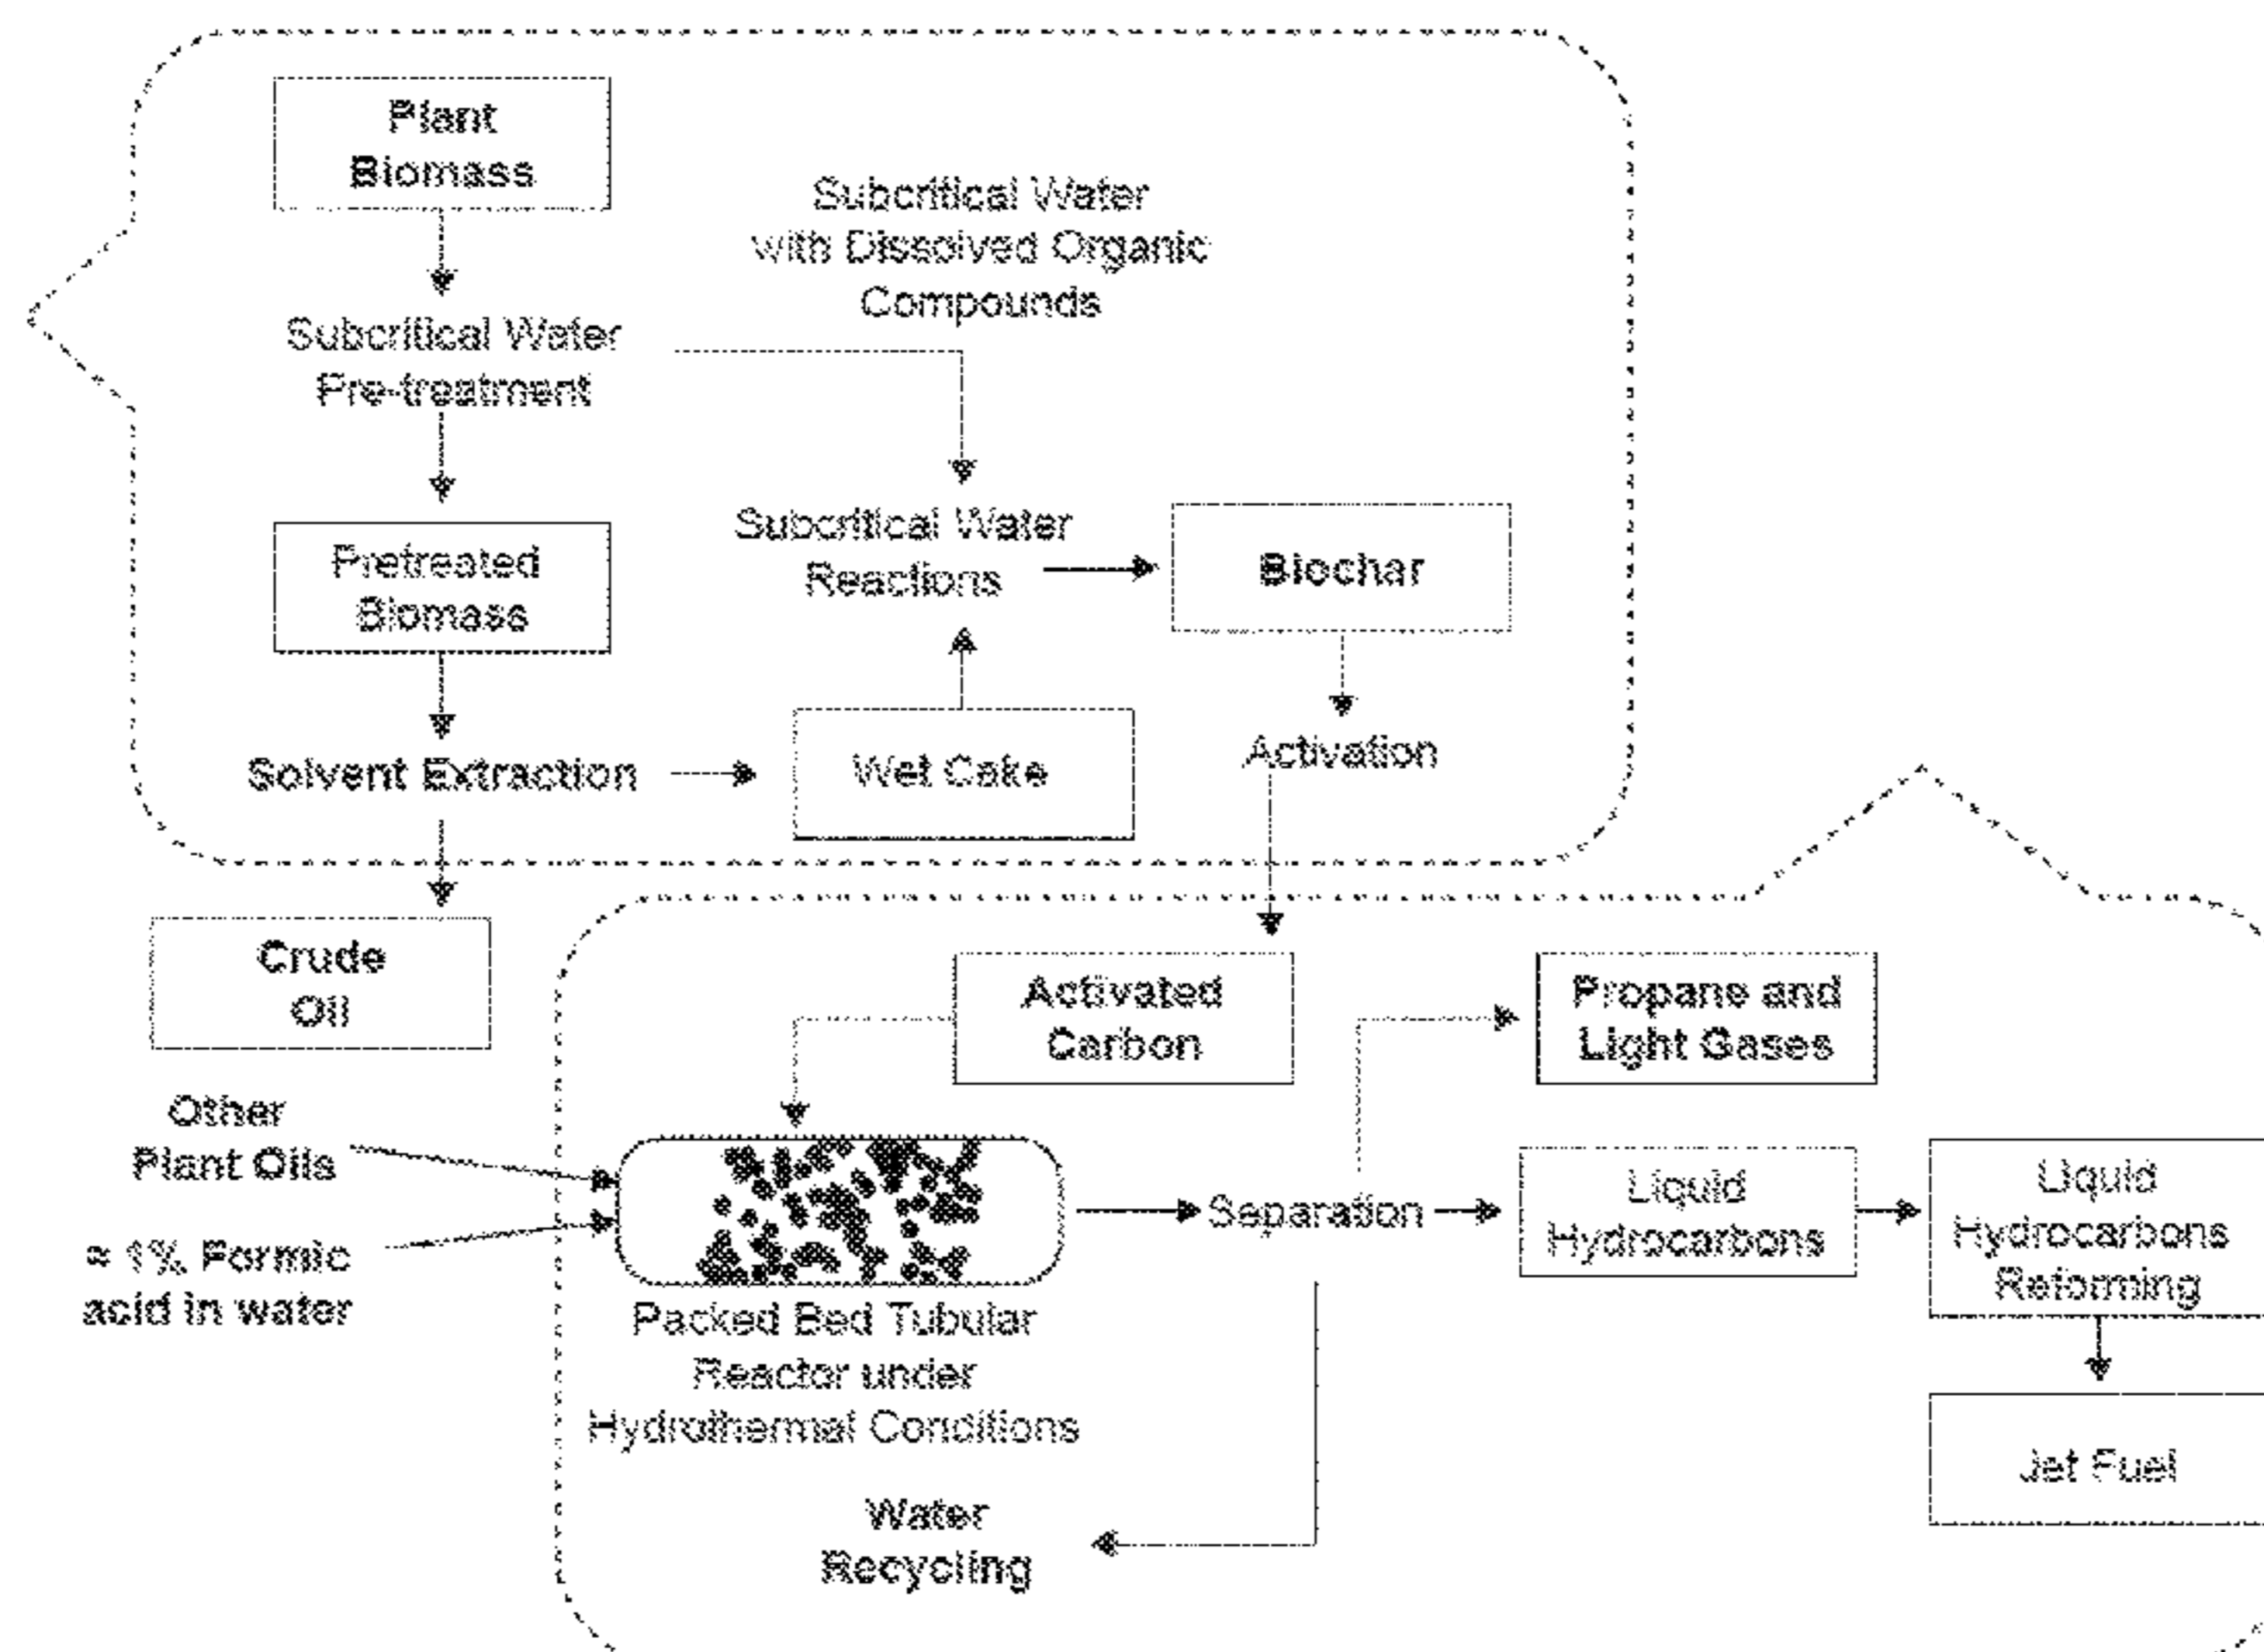 Plant
Biomass
Subcritical Water
with Dissolved Organic
Compounds
Subcritical Water
Pre-treatment
Subcritical Water
Reactions
Biochar
Pretreated
Biomass
Solvent Extraction
Wet Cake
Activation
Crude
Oil
Activated
Carbon
Propane and
Light Gases
Other
Plant Oils
≈ 1% Formic
acid in water
Packed Bed Tubular
Reactor under
Hydrothermal Conditions
Separation
Liquid
Hydrocarbons
Liquid
Hydrocarbons
Reforming
Jet Fuel
Water
Recycling